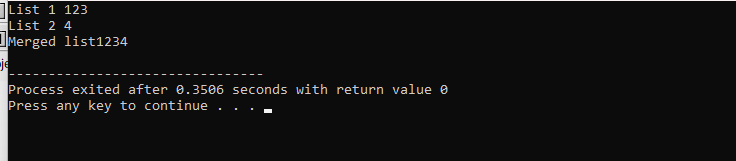 List 1 123
List 2 4
Merged list1234
--------------------------------
Process exited after 0.3506 seconds with return value 0
Press any key to continue . . .